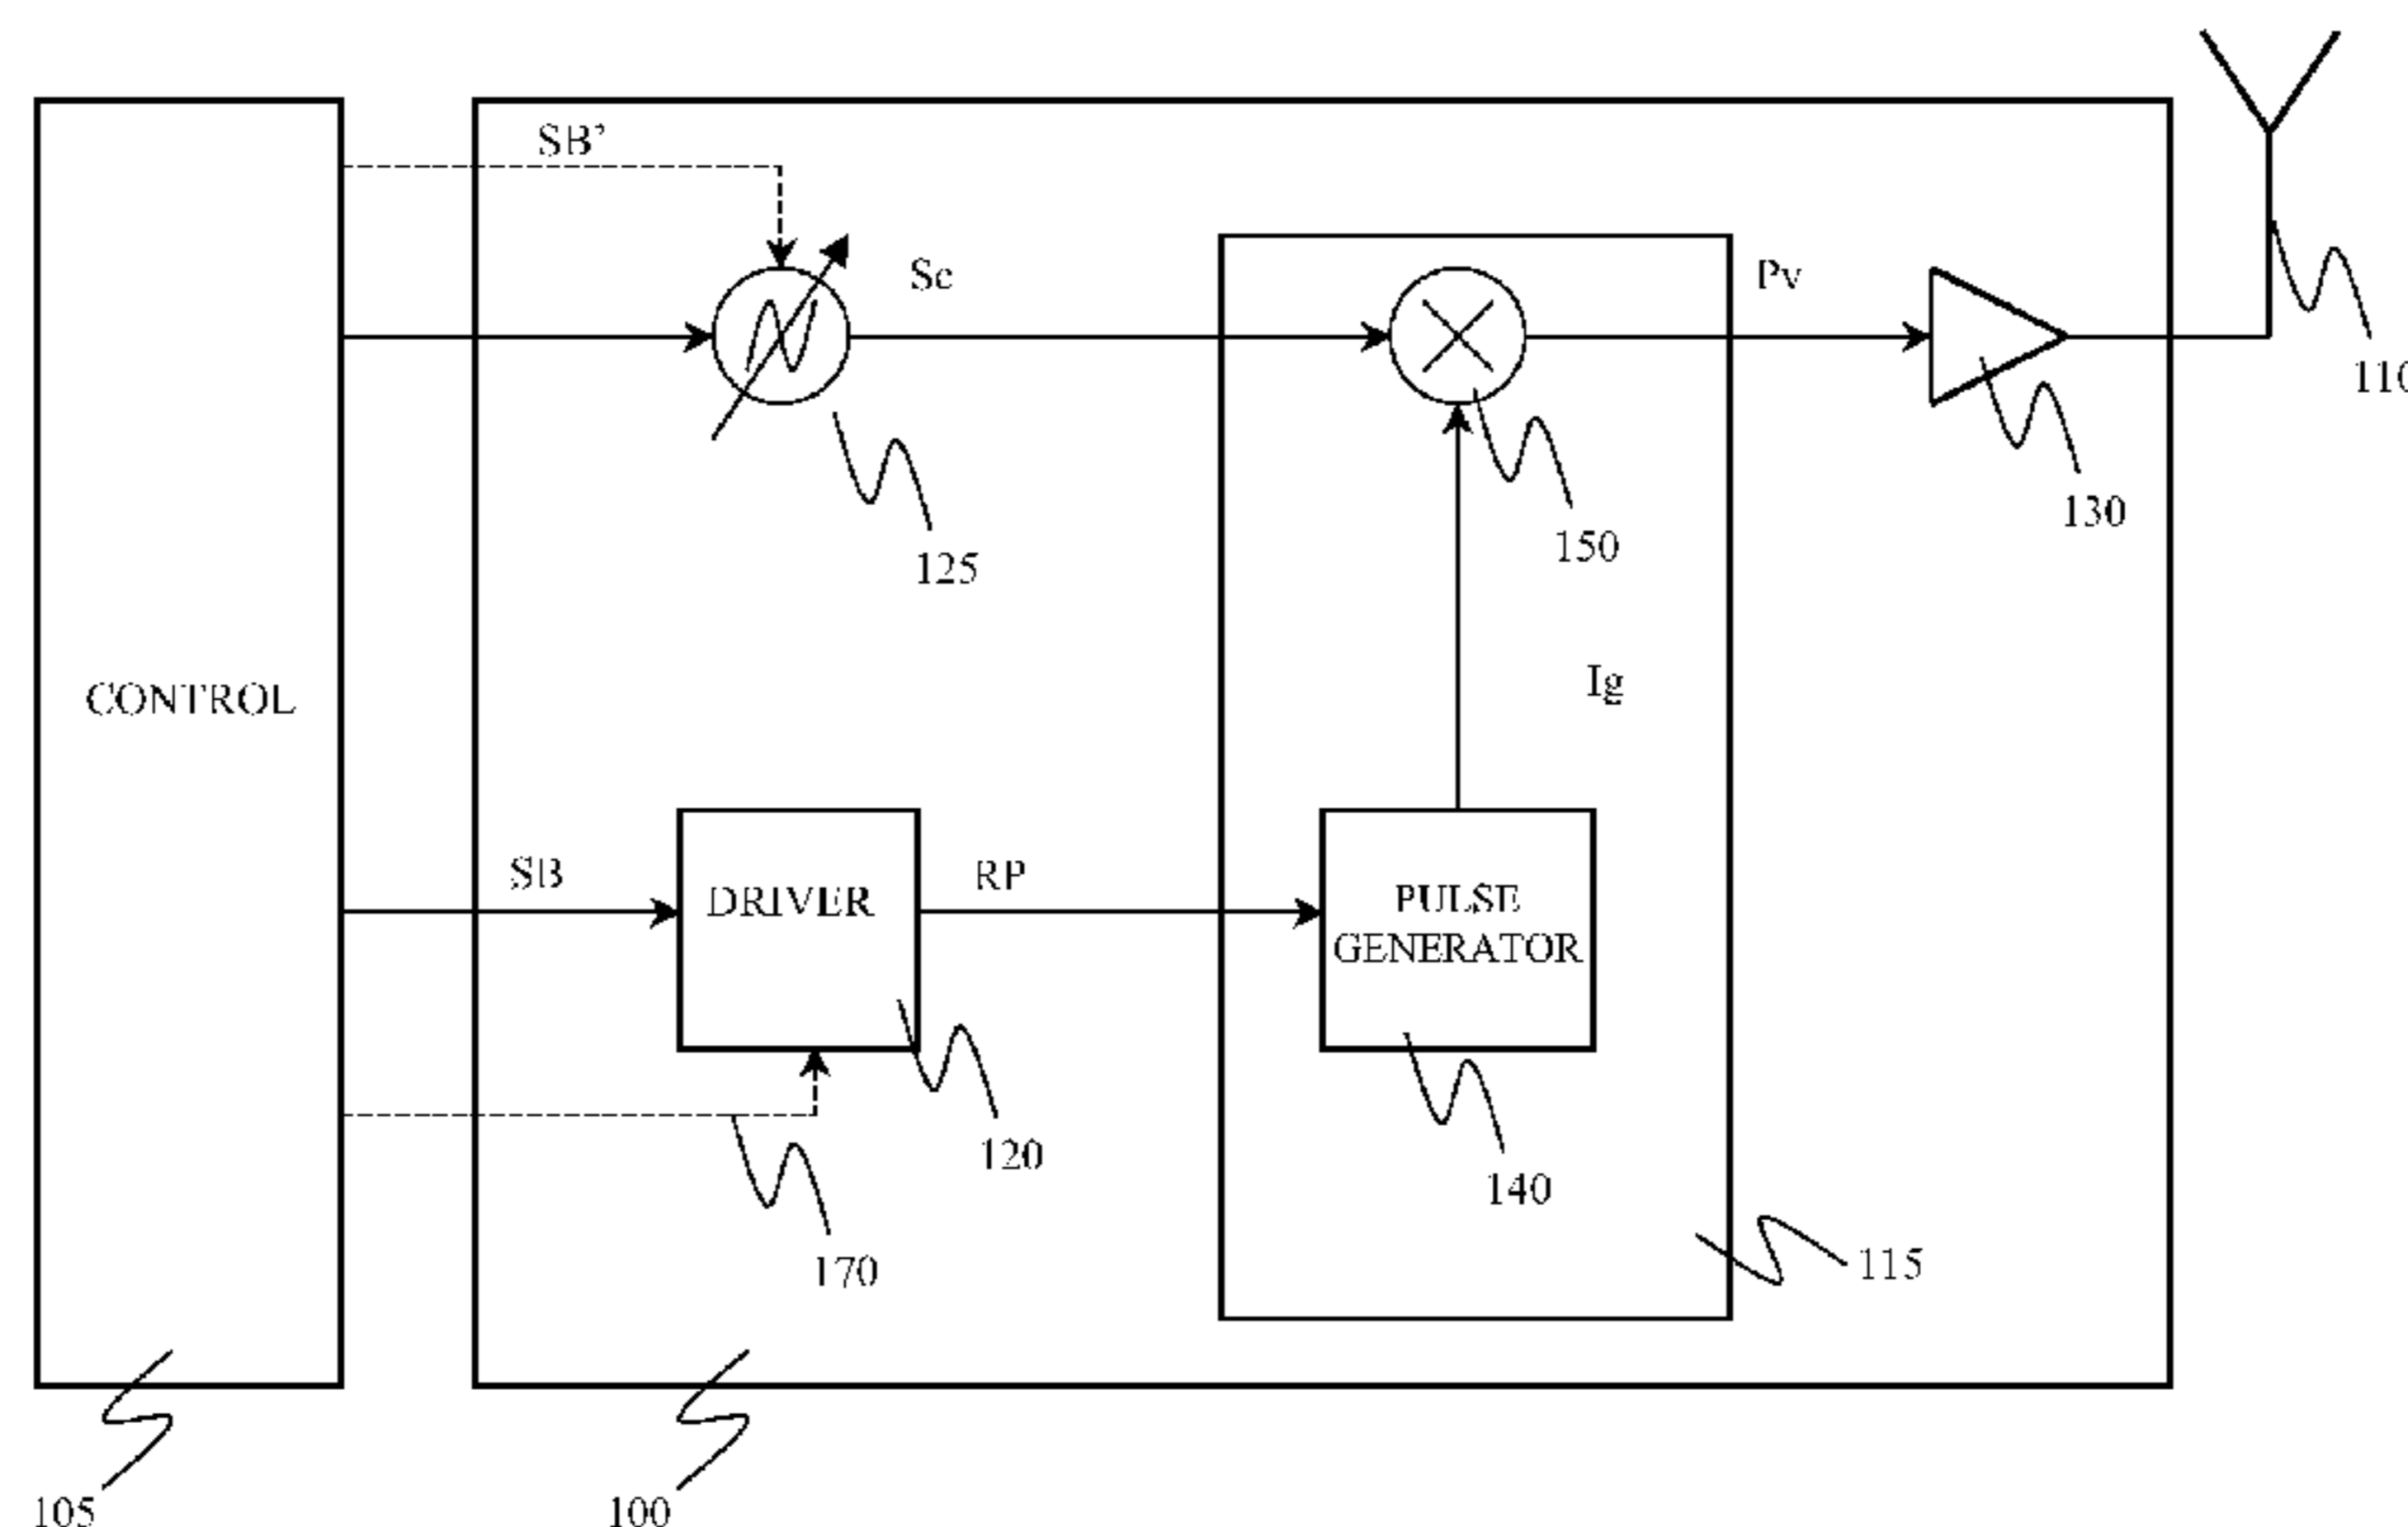 SB’
Sc
Pv
110
130
150
125
Ig
CONTROL
SB
DRIVER
RP
PULSE
GENERATOR
120
140
170
115
105
100